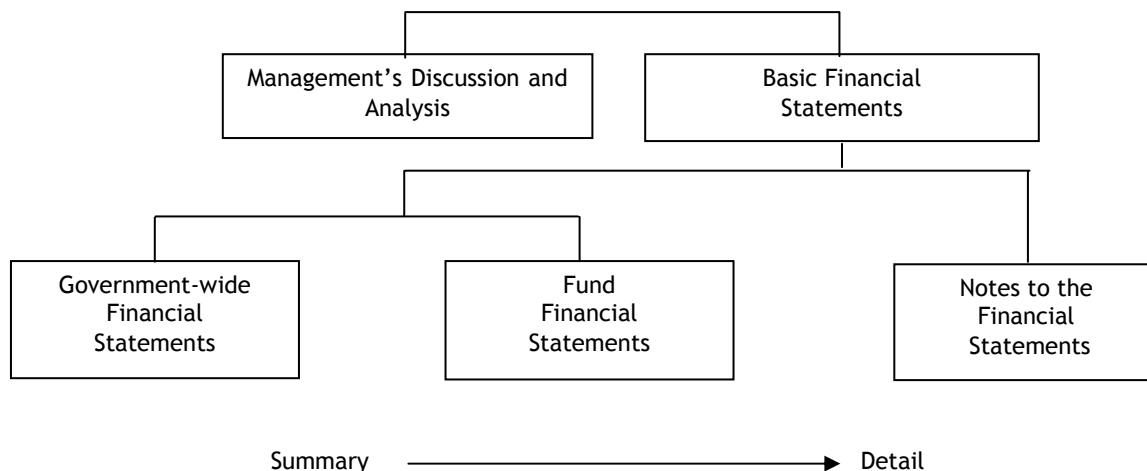 Management’s Discussion and
Analysis
Basic Financial
Statements
Government-wide
Financial
Statements
Fund
Financial
Statements
Notes to the
Financial
Statements
Summary
Detail